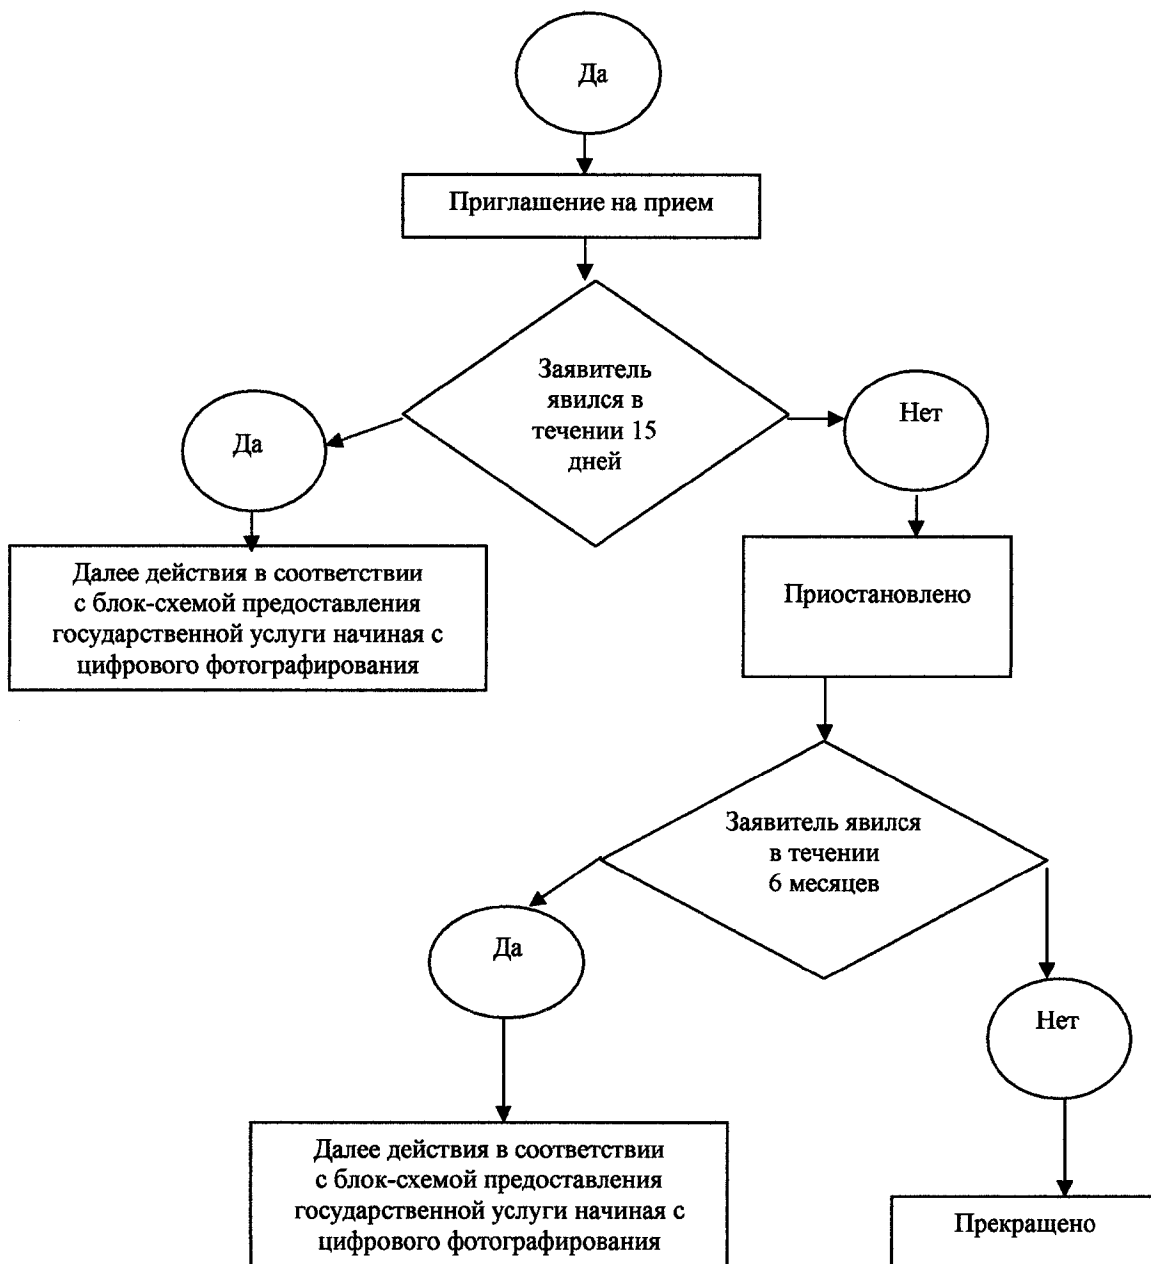 Да
Приглашение на прием
Заявитель
явился в
течении 15
дней
Да
Нет
Далее действия в соответствии
с блок-схемой предоставления
государственной услуги начиная с
цифрового фотографирования
Приостановлено
Заявитель явился
в течении
6 месяцев
Да
Нет
Далее действия в соответствии
с блок-схемой предоставления
государственной услуги начиная с
цифрового фотографирования
Прекращено